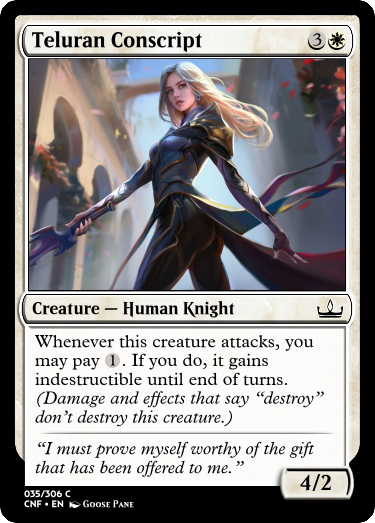 Teluran Conscript 3
Creature — Human Knight
Whenever this creature attacks, you
may pay 1. If you do, it gains
indestructible until end of turns.
(Damage and effects that say “destroy”
don’t destroy this creature.)
“I must prove myself worthy of the gift
that has been offered to me.”
4/2
035/306 C
CNF • EN Goose Pane